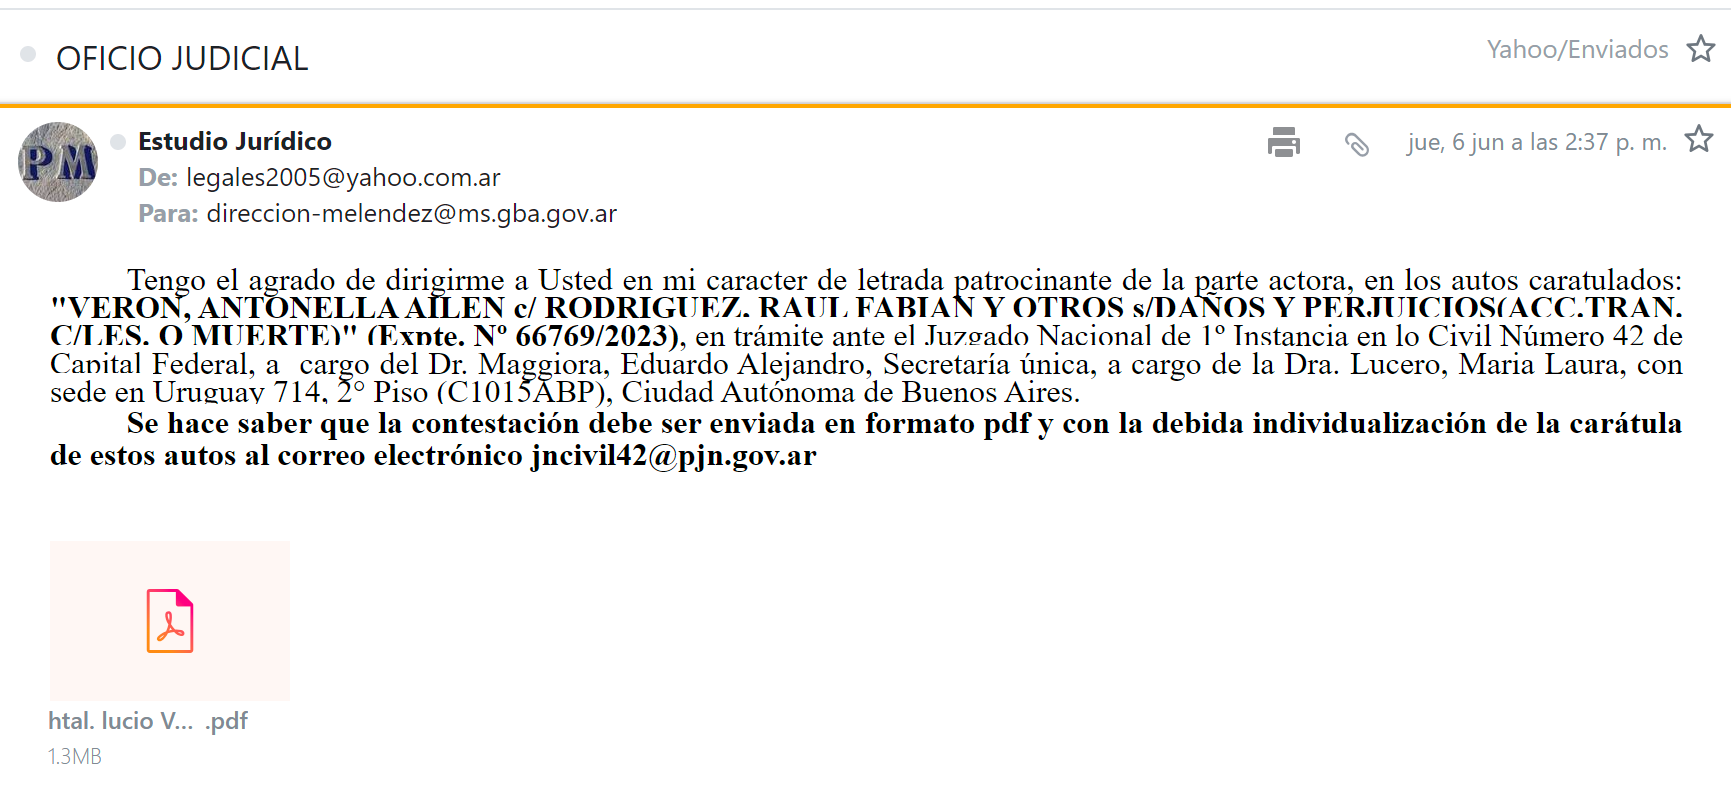 OFICIO JUDICIAL
Yahoo/Enviados
PM
Estudio Jurídico
jue, 6 jun a las 2:37 p. m.
De: legales2005@yahoo.com.ar
Para: direccion-melendez@ms.gba.gov.ar
Tengo el agrado de dirigirme a Usted en mi caracter de letrada patrocinante de la parte actora, en los autos caratulados:
"VERON, ANTONELLA AILEN c/ RODRIGUEZ, RAUL FABIAN Y OTROS s/DAÑOS Y PERJUICIOS(ACC.TRAN.
C/LES. O MUERTE)" (Expte. Nº 66769/2023), en trámite ante el Juzgado Nacional de 1º Instancia en lo Civil Número 42 de
Capital Federal, a  cargo del Dr. Maggiora, Eduardo Alejandro, Secretaría única, a cargo de la Dra. Lucero, Maria Laura, con
sede en Uruguay 714, 2° Piso (C1015ABP), Ciudad Autónoma de Buenos Aires.
Se hace saber que la contestación debe ser enviada en formato pdf y con la debida individualización de la carátula
de estos autos al correo electrónico jncivil42@pjn.gov.ar
htal. lucio V... .pdf
1.3MB